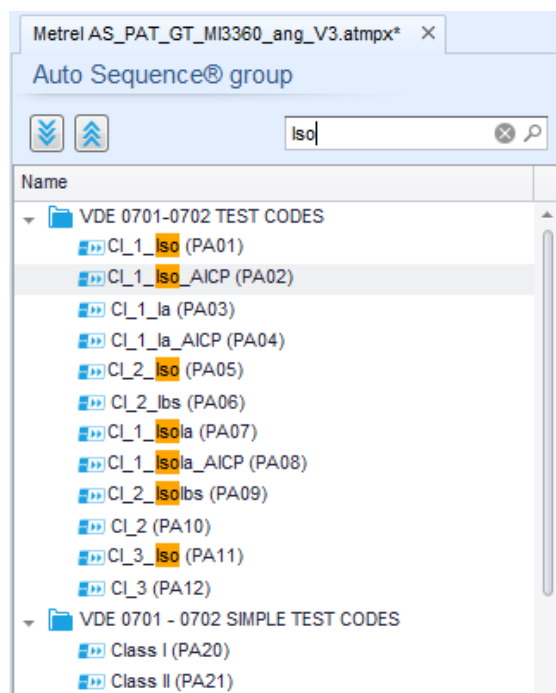 Metrel AS_PAT_GT_MI3360_ang_V3.atmpx*
Auto Sequence® group
Iso
Name
VDE 0701-0702 TEST CODES
Cl_1_Iso (PA01)
Cl_1_Iso_AICP (PA02)
Cl_1_Ia (PA03)
Cl_1_Ia_AICP (PA04)
Cl_2_Iso (PA05)
Cl_2_Ibs (PA06)
Cl_1_IsoIa (PA07)
Cl_1_IsoIa_AICP (PA08)
Cl_2_IsoIbs (PA09)
Cl_2 (PA10)
Cl_3_Iso (PA11)
Cl_3 (PA12)
VDE 0701 - 0702 SIMPLE TEST CODES
Class I (PA20)
Class II (PA21)